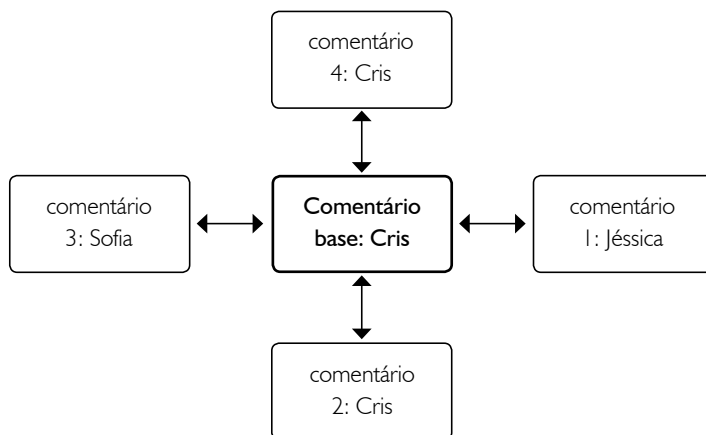 comentário
4: Cris
comentário
3: Sofia
Comentário
base: Cris
comentário
1: Jéssica
comentário
2: Cris